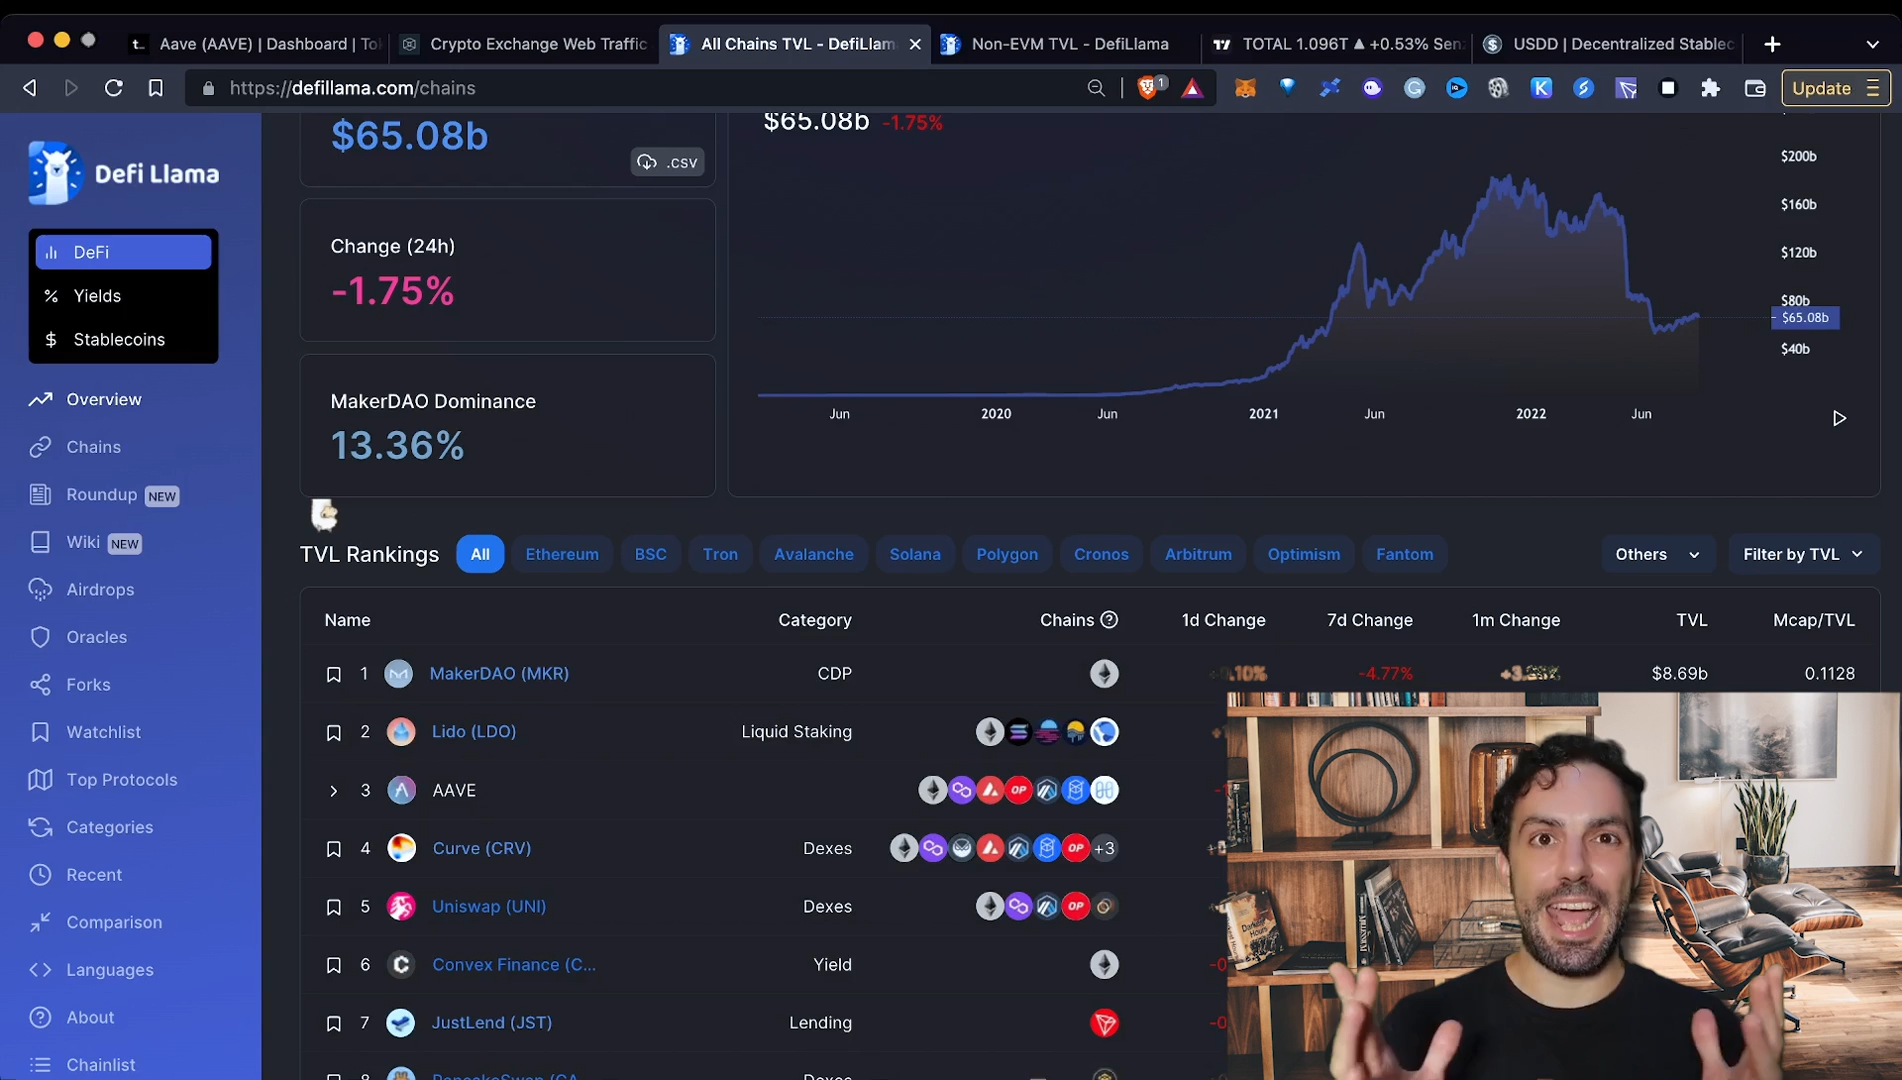 Aave (AAVE) | Dashboard | To
Crypto Exchange Web Traffic
All Chains TVL - DefiLlam
Non-EVM TVL - DefiLlama
TOTAL 1.096T ▲ +0.53% Sen
USDD | Decentralized Stablec
https://defillama.com/chains
1
Update
Defi Llama
DeFi
Yields
Stablecoins
Overview
Chains
Roundup NEW
Wiki NEW
Airdrops
Oracles
Forks
Watchlist
Top Protocols
Categories
Recent
Comparison
Languages
About
Chainlist
$65.08b
.csv
Change (24h)
-1.75%
MakerDAO Dominance
13.36%
$65.08b -1.75%
$200b
$160b
$120b
$80b
$65.08b
$40b
Jun 2020 Jun 2021 Jun 2022 Jun
TVL Rankings All Ethereum BSC Tron Avalanche Solana Polygon Cronos Arbitrum Optimism Fantom Others Filter by TVL
Name Category Chains 1d Change 7d Change 1m Change TVL Mcap/TVL
1 MakerDAO (MKR) CDP -4.77% $8.69b 0.1128
2 Lido (LDO) Liquid Staking
3 AAVE OP
4 Curve (CRV) Dexes OP +3
5 Uniswap (UNI) Dexes OP
6 Convex Finance (C... Yield -0
7 JustLend (JST) Lending -0